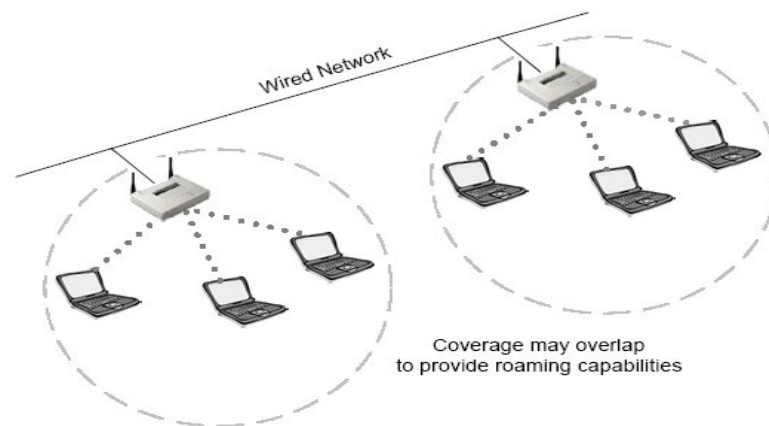 Wired Network
Coverage may overlap
to provide roaming capabilities